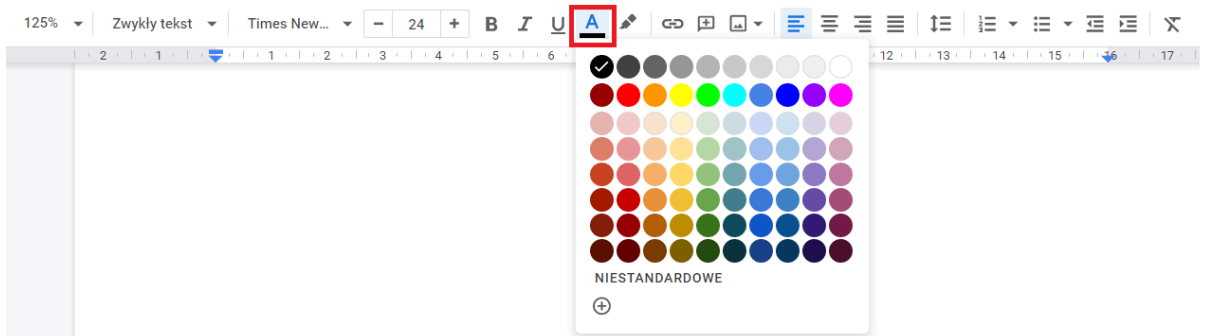 125% Zwykły tekst Times New... − 24 + B I U A
2 1 1 2 3 4 5 6 12 13 14 15 16 17
NIESTANDARDOWE